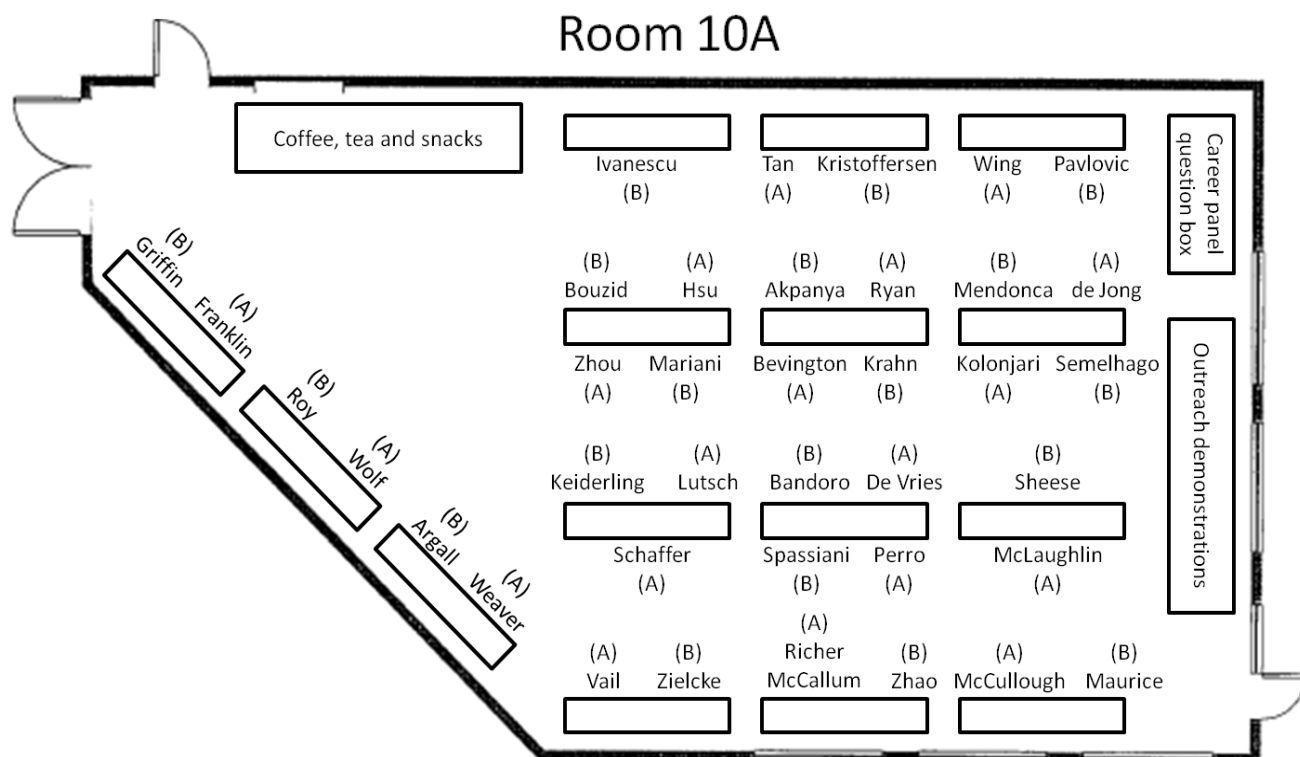 Room 10A
Coffee, tea and snacks
Ivanescu
(B)
Tan Kristoffersen
(A) (B)
Wing Pavlovic
(A) (B)
Career panel
question box
(B) Griffin
(A) Franklin
(B) Roy
(A) Wolf
(B) Argall
(A) Weaver
(B) (A)
Bouzid Hsu
(B) (A)
Akpanya Ryan
(B) (A)
Mendonca de Jong
Zhou Mariani
(A) (B)
Bevington Krahn
(A) (B)
Kolonjari Semelhago
(A) (B)
Outreach demonstrations
(B) (A)
Keiderling Lutsch
(B) (A)
Bandoro De Vries
(B)
Sheese
Schaffer
(A)
Spassiani Perro
(B) (A)
McLaughlin
(A)
(A) (B)
Vail Zielcke
(A)
Richer (B)
McCallum Zhao
(A) (B)
McCullough Maurice